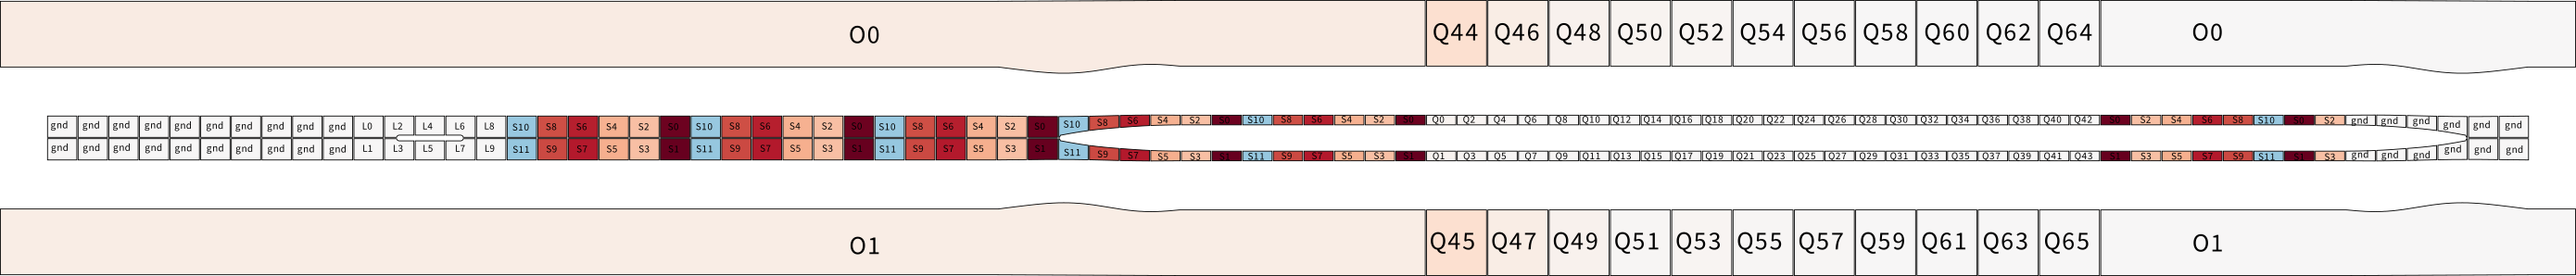 O0 Q44 Q46 Q48 Q50 Q52 Q54 Q56 Q58 Q60 Q62 Q64 O0
gnd gnd gnd gnd gnd gnd gnd gnd gnd gnd L0 L2 L4 L6 L8 S10 S8 S6 S4 S2 S0 S10 S8 S6 S4 S2 S0 S10 S8 S6 S4 S2 S0 S10 S8 S6 S4 S2 S0 S10 S8 S6 S4 S2 S0 Q0 Q2 Q4 Q6 Q8 Q10 Q12 Q14 Q16 Q18 Q20 Q22 Q24 Q26 Q28 Q30 Q32 Q34 Q36 Q38 Q40 Q42 S0 S2 S4 S6 S8 S10 S0 S2 gnd gnd gnd gnd gnd gnd
gnd gnd gnd gnd gnd gnd gnd gnd gnd gnd L1 L3 L5 L7 L9 S11 S9 S7 S5 S3 S1 S11 S9 S7 S5 S3 S1 S11 S9 S7 S5 S3 S1 S11 S9 S7 S5 S3 S1 S11 S9 S7 S5 S3 S1 Q1 Q3 Q5 Q7 Q9 Q11 Q13 Q15 Q17 Q19 Q21 Q23 Q25 Q27 Q29 Q31 Q33 Q35 Q37 Q39 Q41 Q43 S1 S3 S5 S7 S9 S11 S1 S3 gnd gnd gnd gnd gnd gnd
O1 Q45 Q47 Q49 Q51 Q53 Q55 Q57 Q59 Q61 Q63 Q65 O1